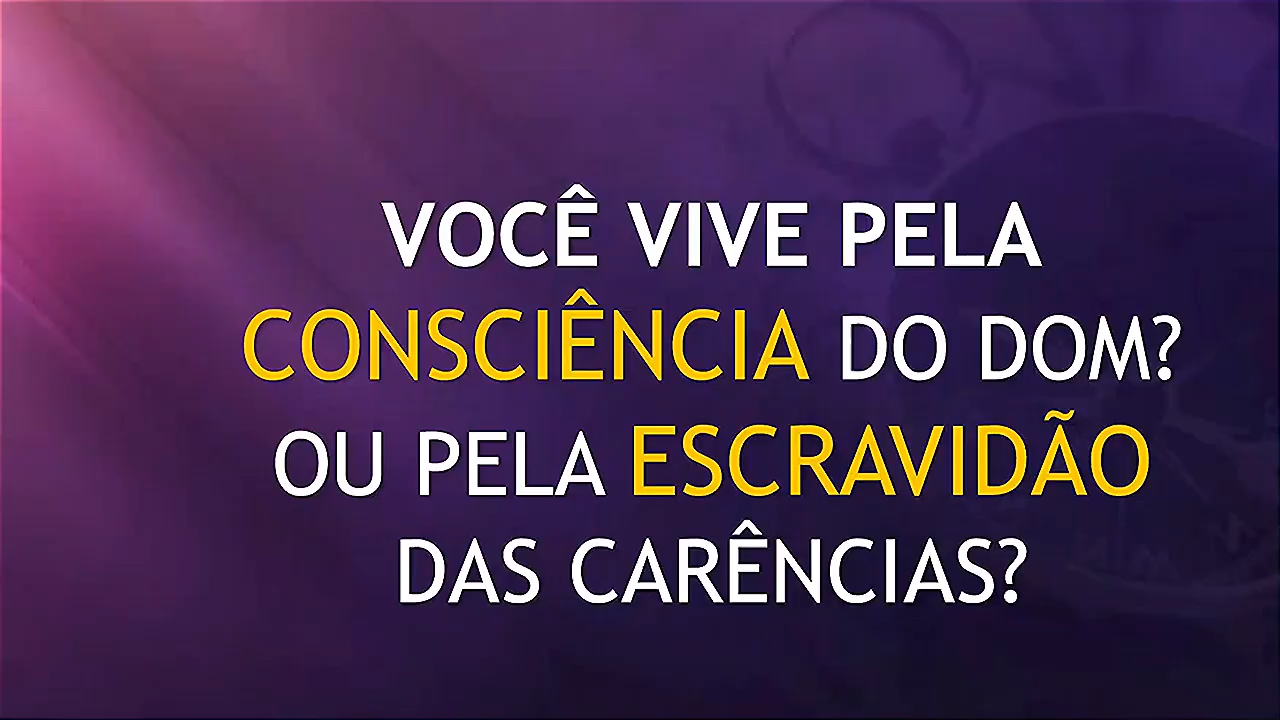 VOCÊ VIVE PELA
CONSCIÊNCIA DO DOM?
OU PELA ESCRAVIDÃO
DAS CARÊNCIAS?